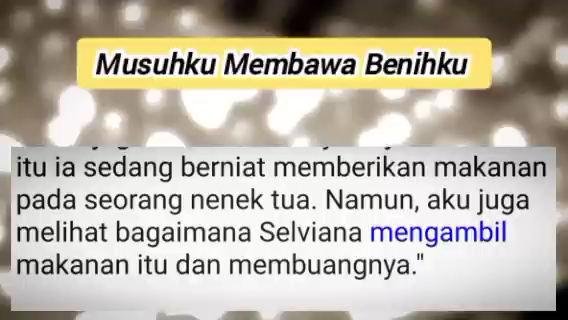 Musuhku Membawa Benihku
itu ia sedang berniat memberikan makanan
pada seorang nenek tua. Namun, aku juga
melihat bagaimana Selviana mengambil
makanan itu dan membuangnya."